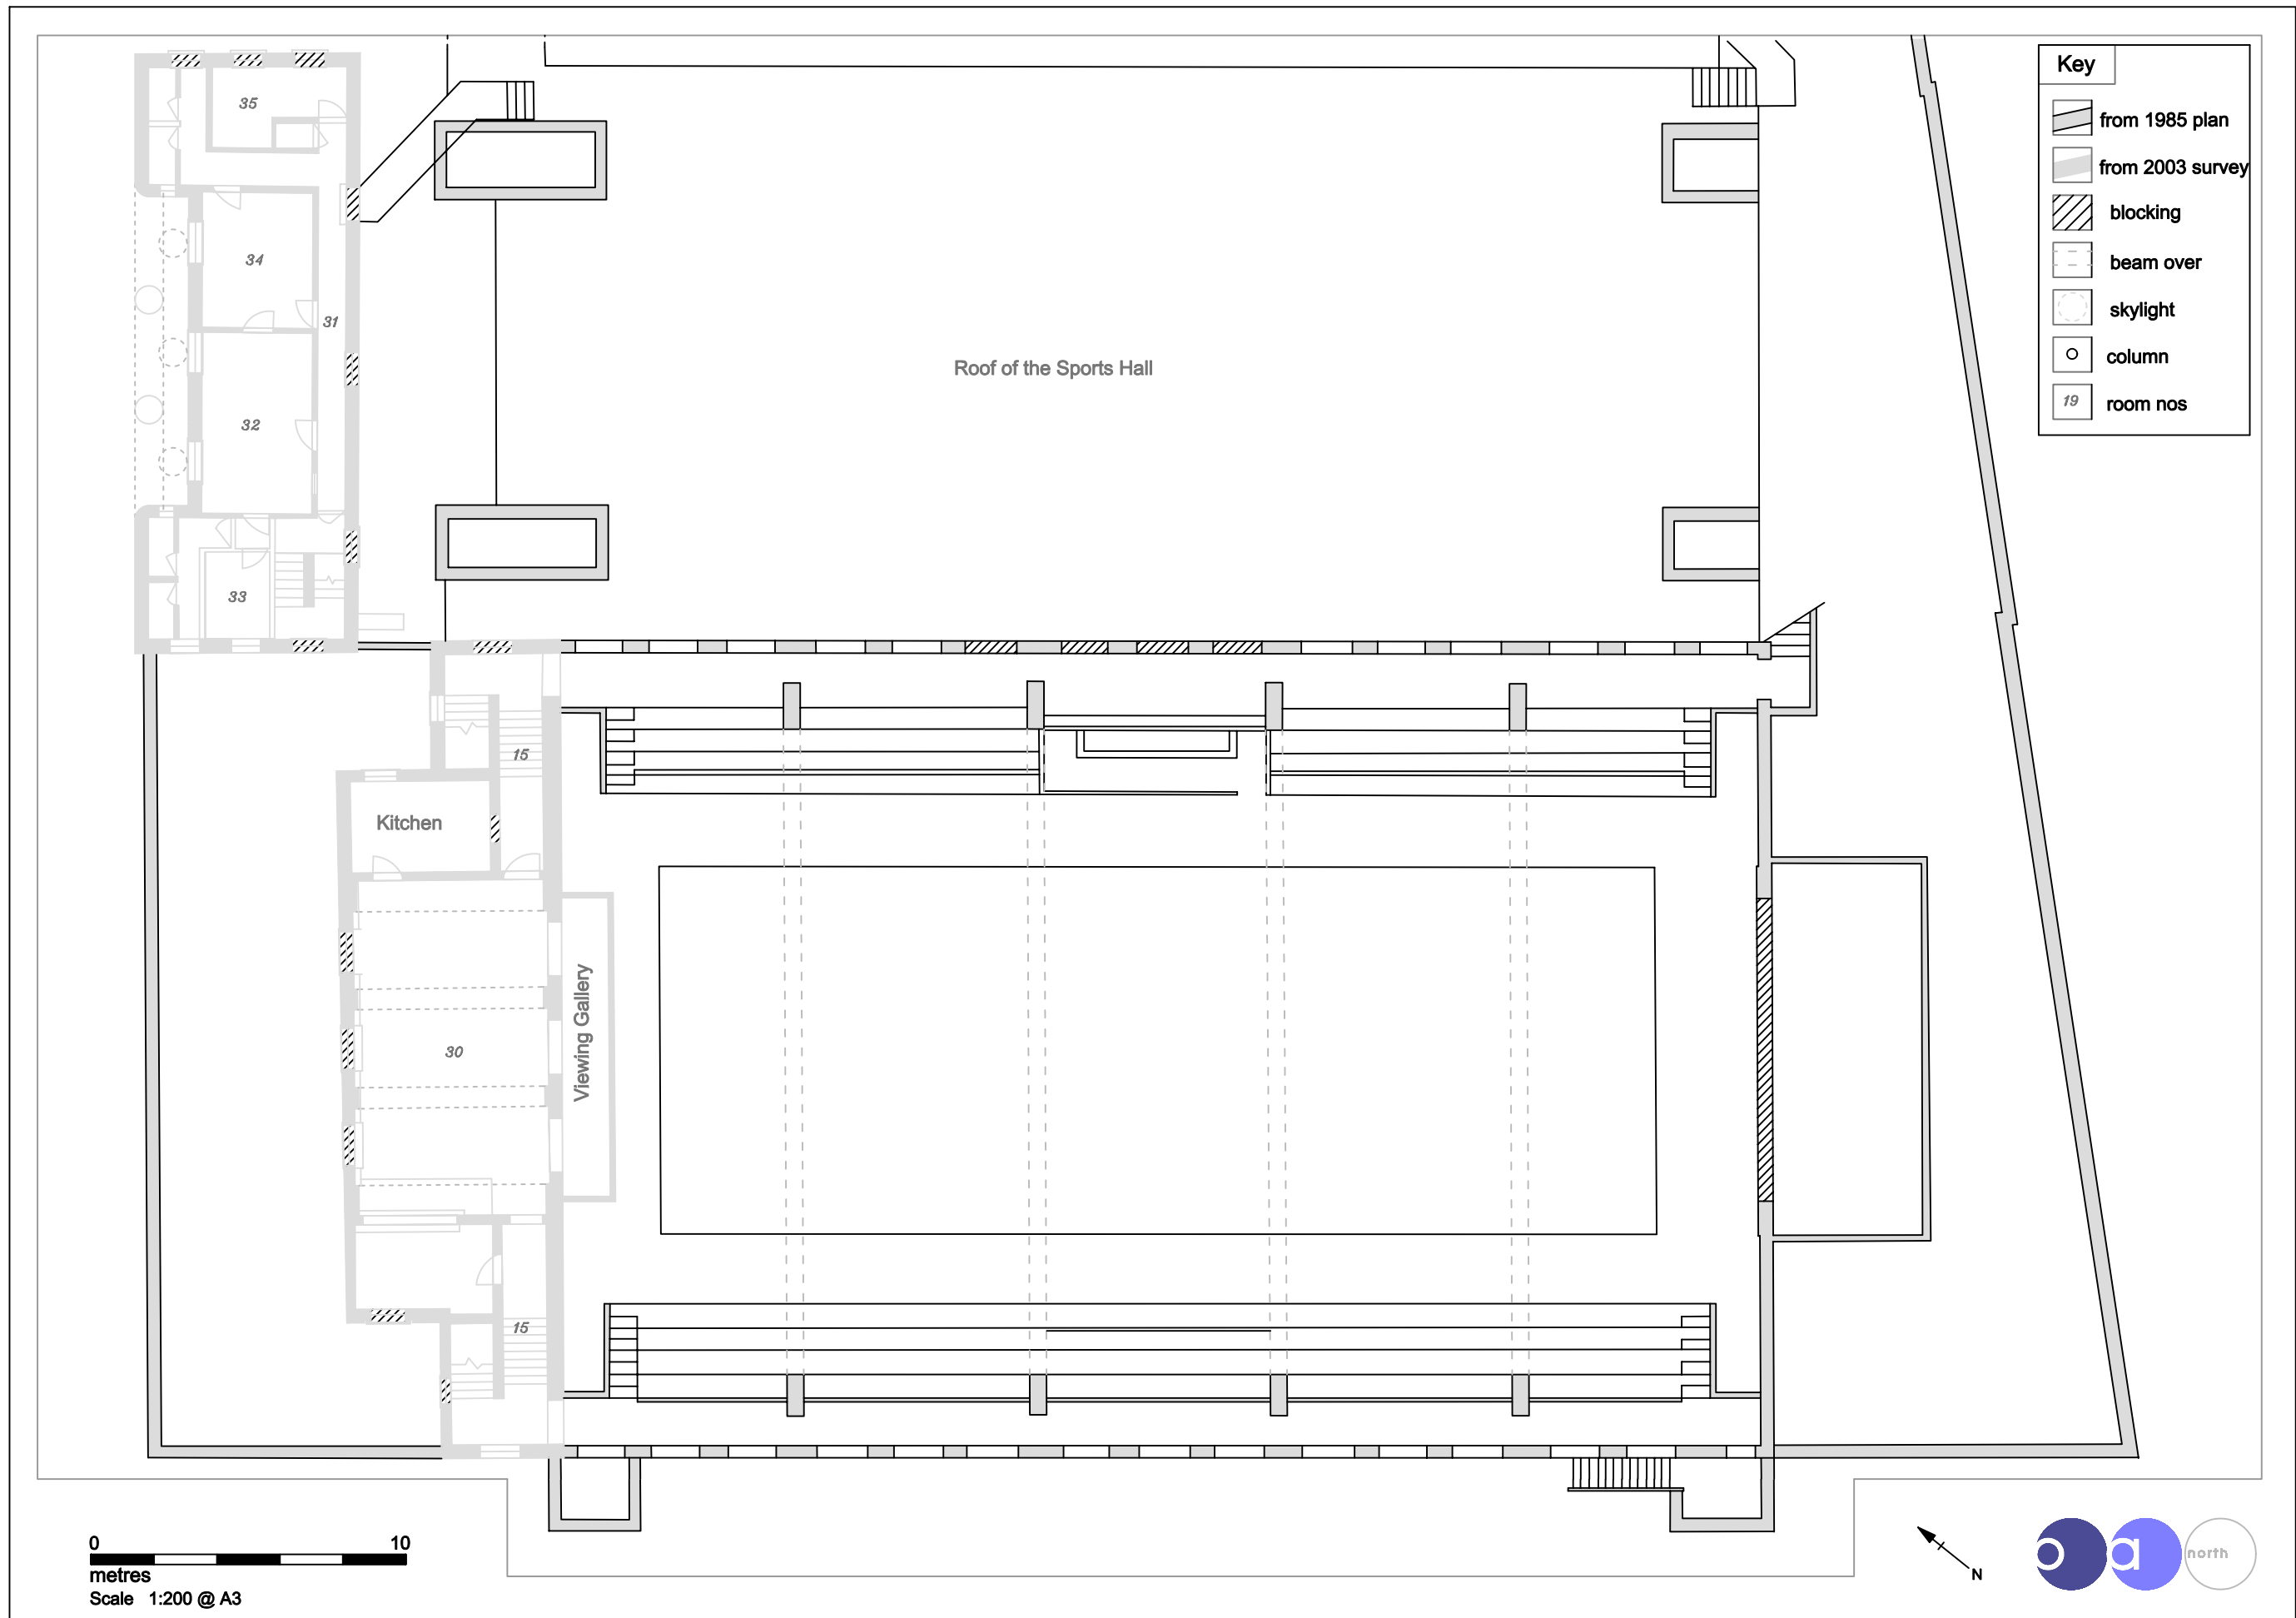 Key
from 1985 plan
from 2003 survey
blocking
beam over
skylight
column
19 room nos
35
34
31
32
33
Roof of the Sports Hall
15
Kitchen
30
Viewing Gallery
15
0 10
metres
Scale 1:200 @ A3
N
oa north